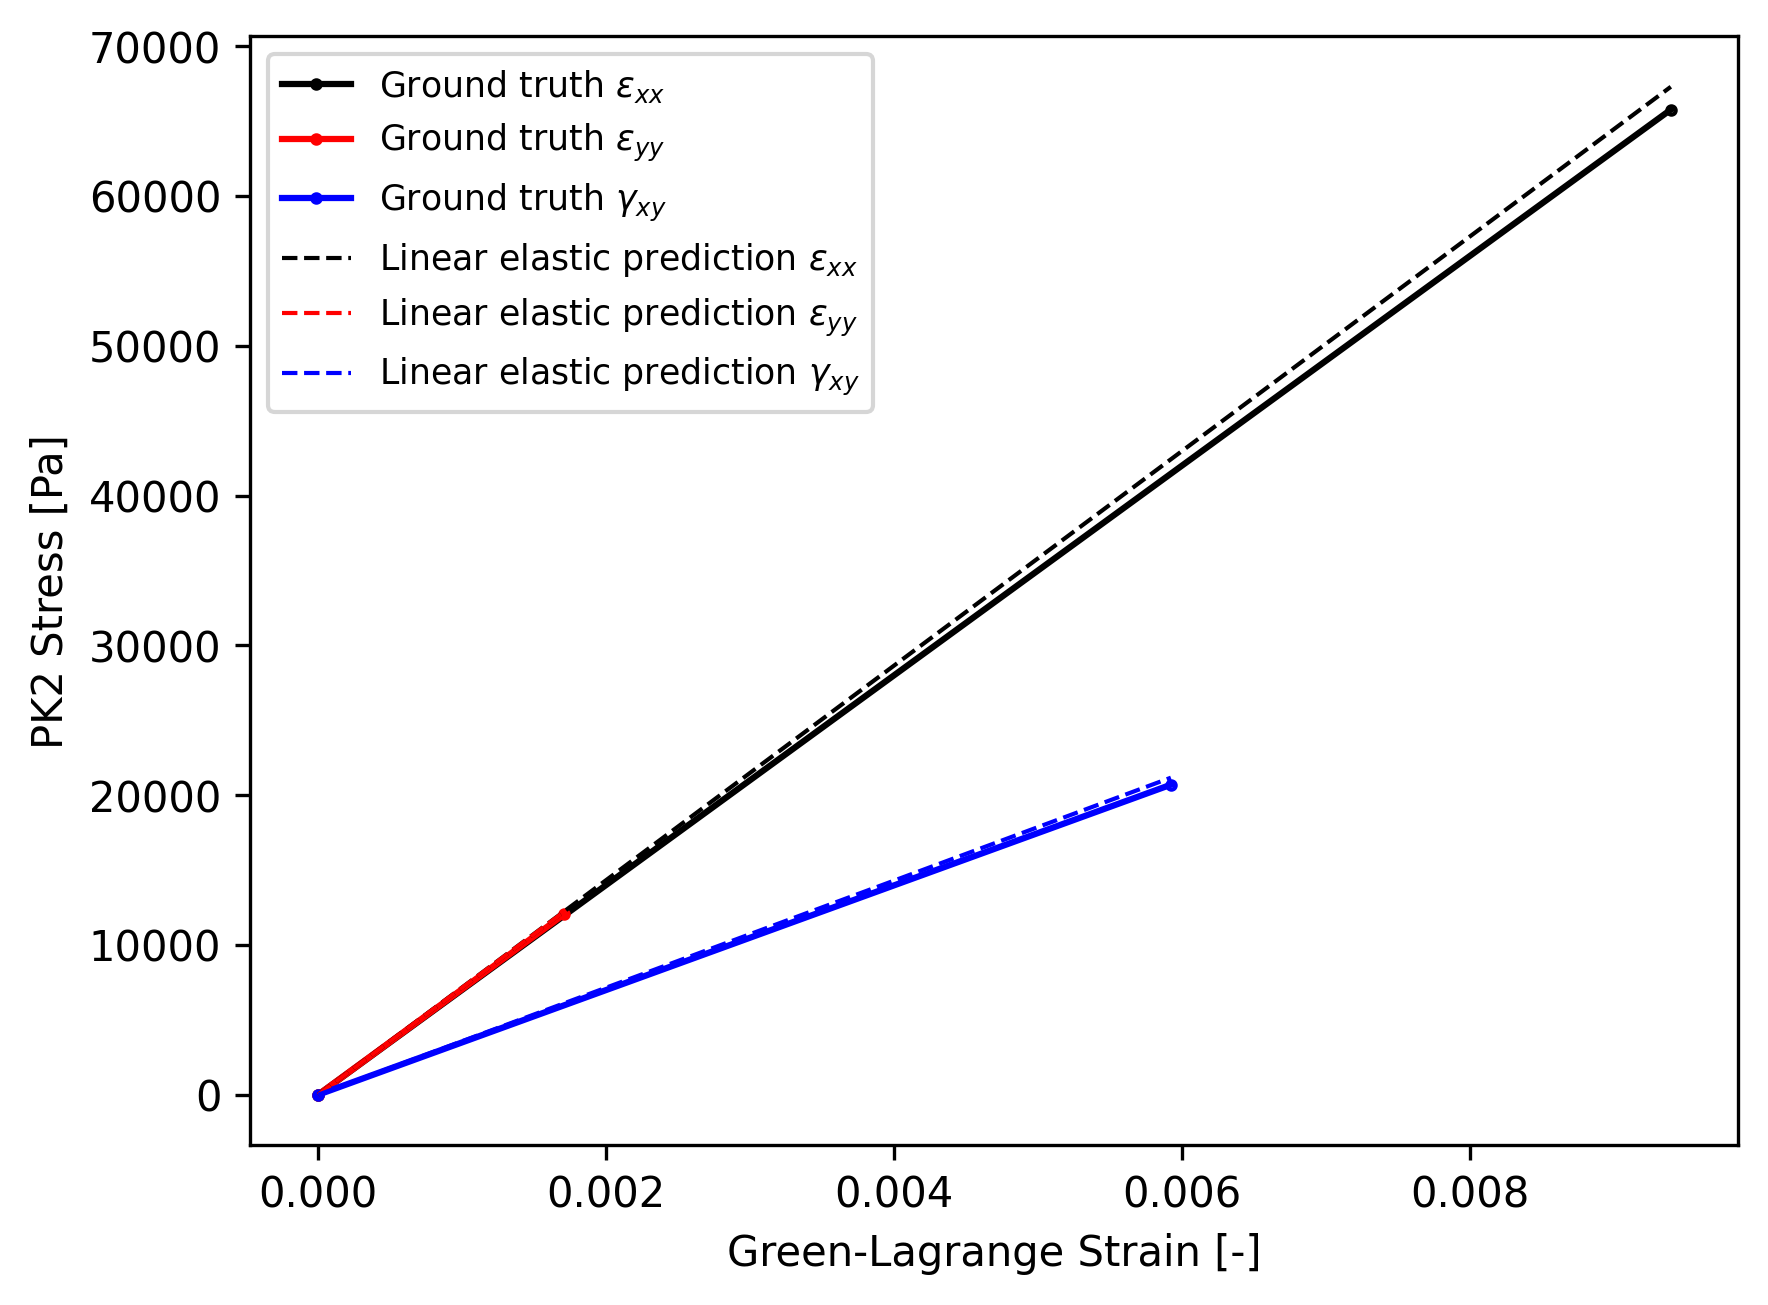 70000
60000
50000
40000
30000
20000
10000
0
PK2 Stress [Pa]
Ground truth εxx
Ground truth εyy
Ground truth γxy
Linear elastic prediction εxx
Linear elastic prediction εyy
Linear elastic prediction γxy
0.000 0.002 0.004 0.006 0.008
Green-Lagrange Strain [-]